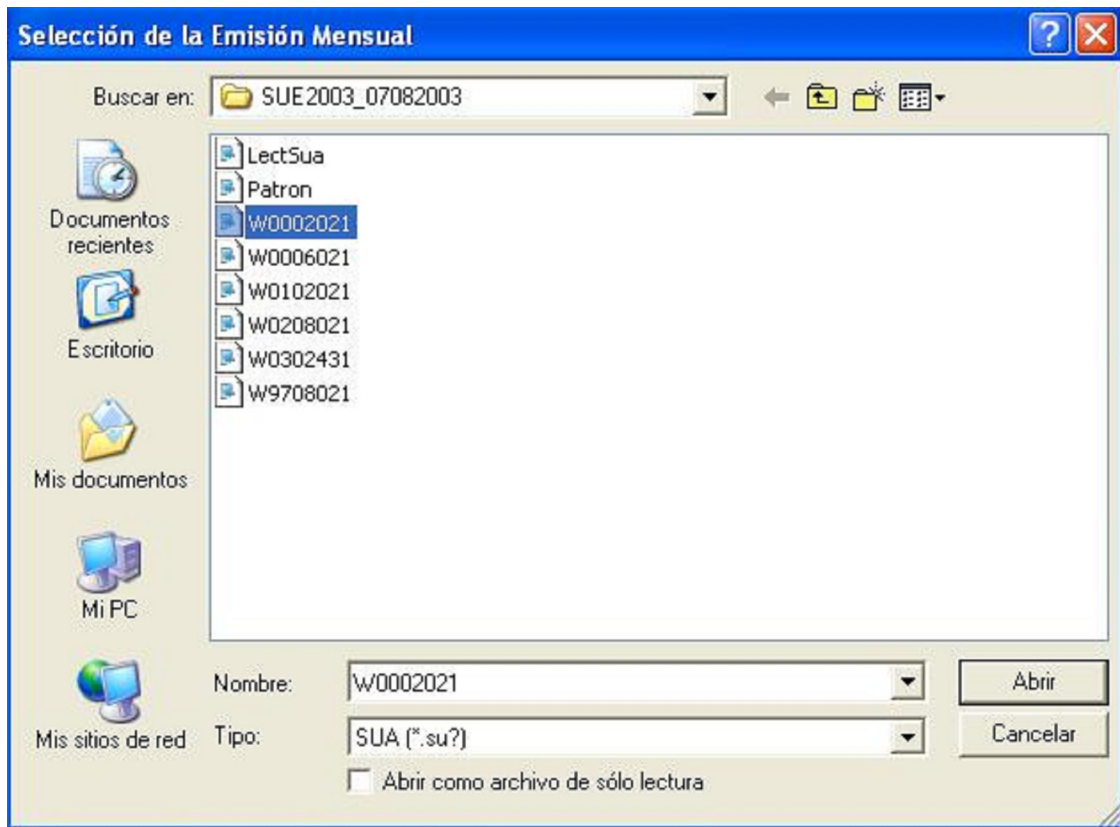 Selección de la Emisión Mensual
Buscar en: SUE2003_07082003
Documentos recientes
Escritorio
Mis documentos
Mi PC
Mis sitios de red
LectSua
Patron
W0002021
W0006021
W0102021
W0208021
W0302431
W9708021
Nombre: W0002021
Abrir
Tipo: SUA (*.su?)
Cancelar
Abrir como archivo de sólo lectura